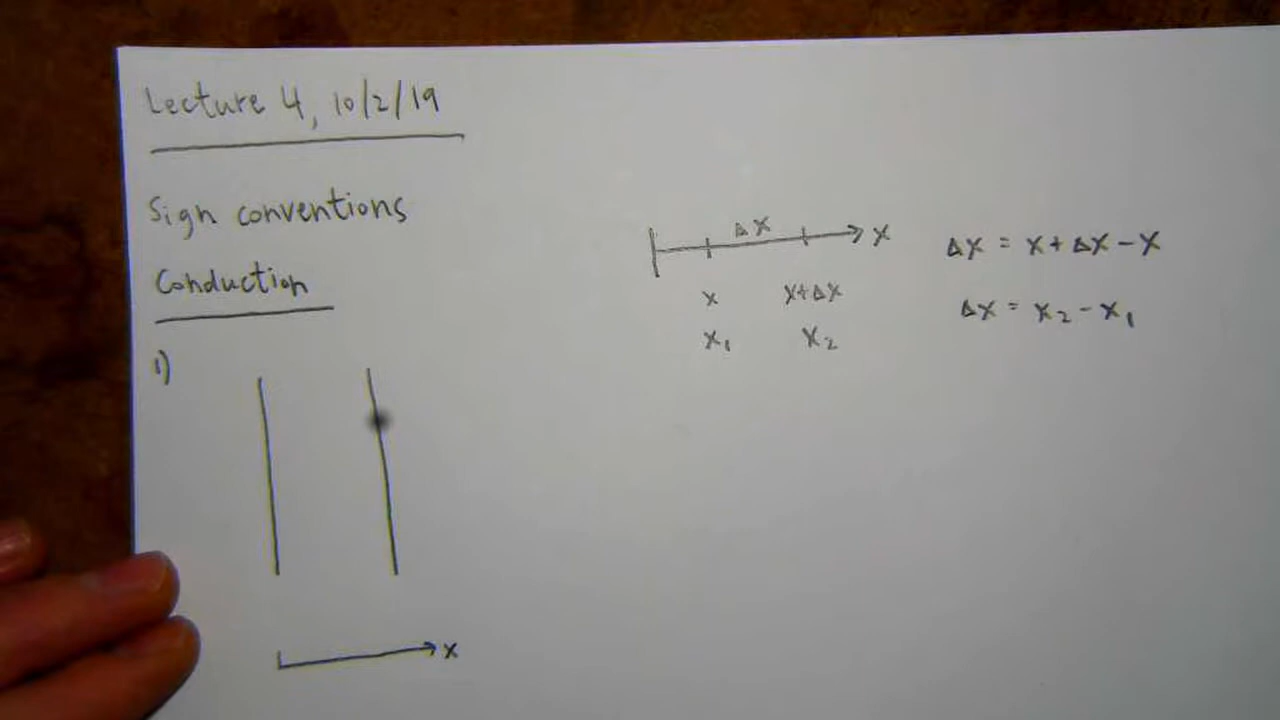 Lecture 4, 10/2/19
Sign conventions
Conduction
1)
x
Δx
x
x x+Δx
x₁ x₂
Δx = x+Δx-x
Δx = x₂-x₁